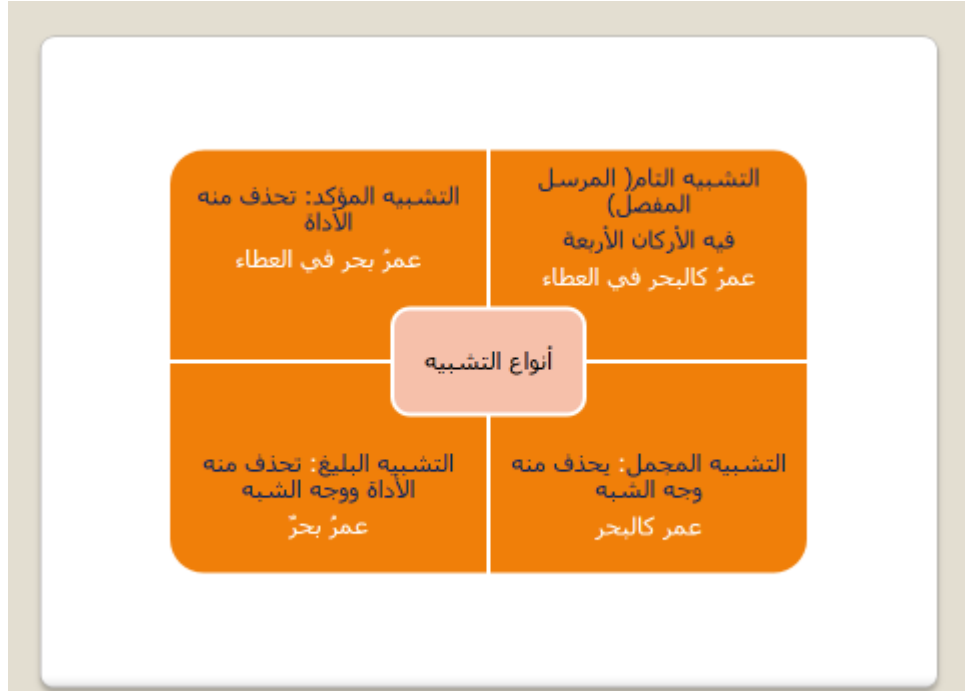 التشبيه التام( المرسل
المفصل)
فيه الأركان الأربعة
عمرُ كالبحر في العطاء
التشبيه المؤكد: تحذف منه
الأداة
عمرُ بحر في العطاء
أنواع التشبيه
التشبيه المجمل: يحذف منه
وجه الشبه
عمر كالبحر
التشبيه البليغ: تحذف منه
الأداة ووجه الشبه
عمرُ بحرٌ